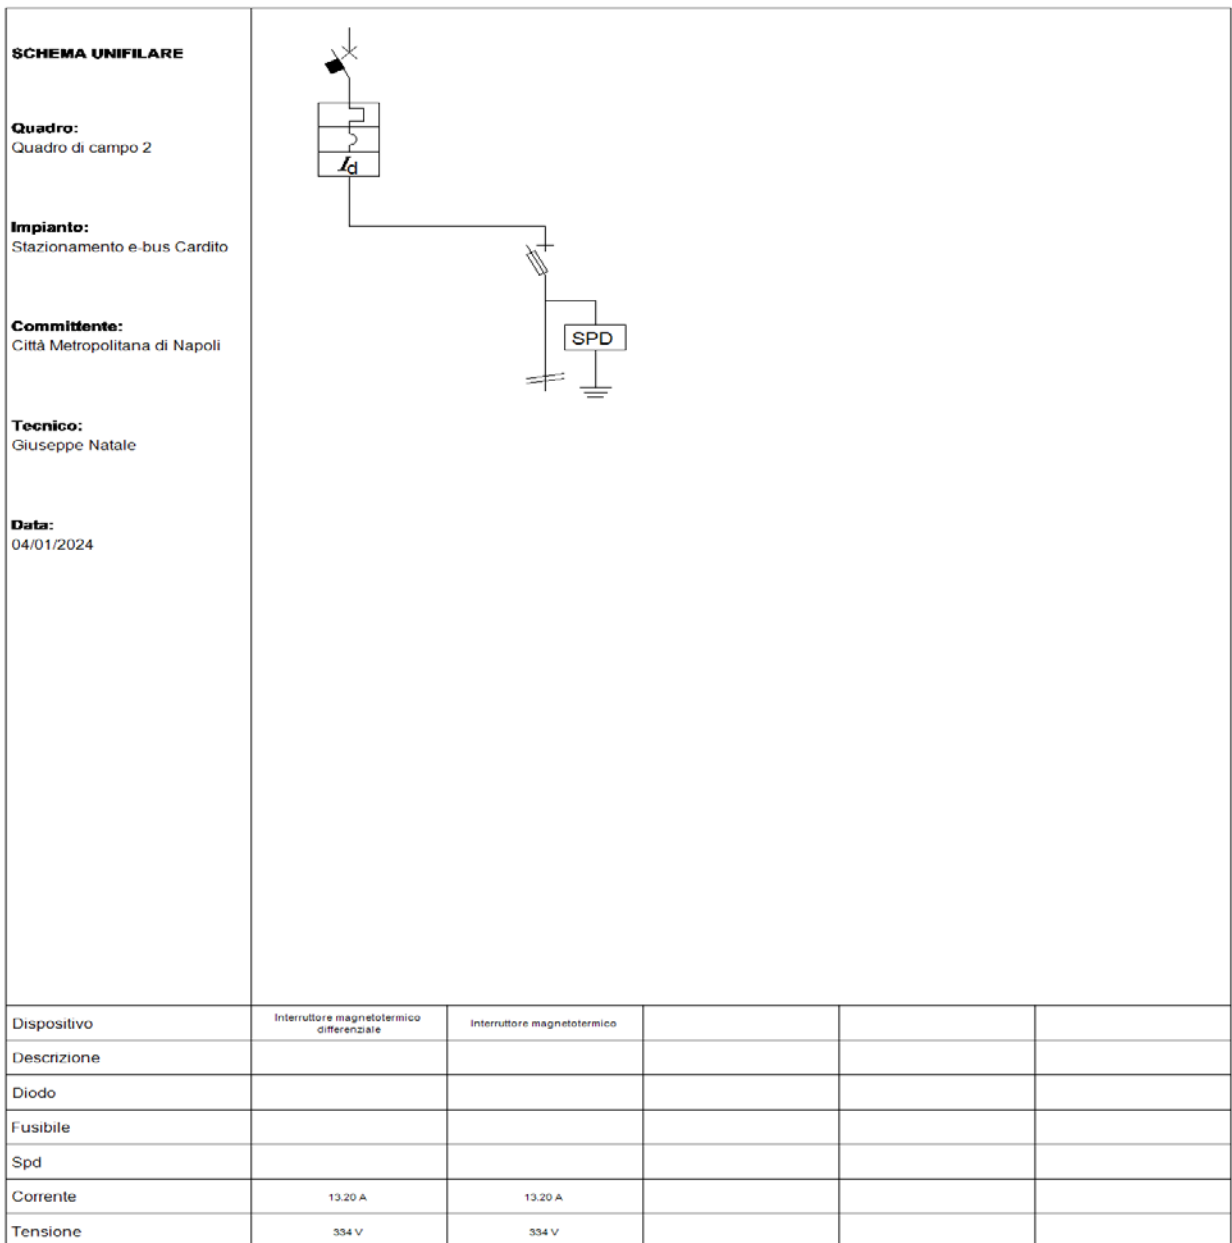 SCHEMA UNIFILARE
Quadro:
Quadro di campo 2
Impianto:
Stazionamento e-bus Cardito
Committente:
Città Metropolitana di Napoli
Tecnico:
Giuseppe Natale
Data:
04/01/2024
Id
SPD
Dispositivo
Interruttore magnetotermico
differenziale
Interruttore magnetotermico
Descrizione
Diodo
Fusibile
Spd
Corrente 13.20 A 13.20 A
Tensione 334 V 334 V